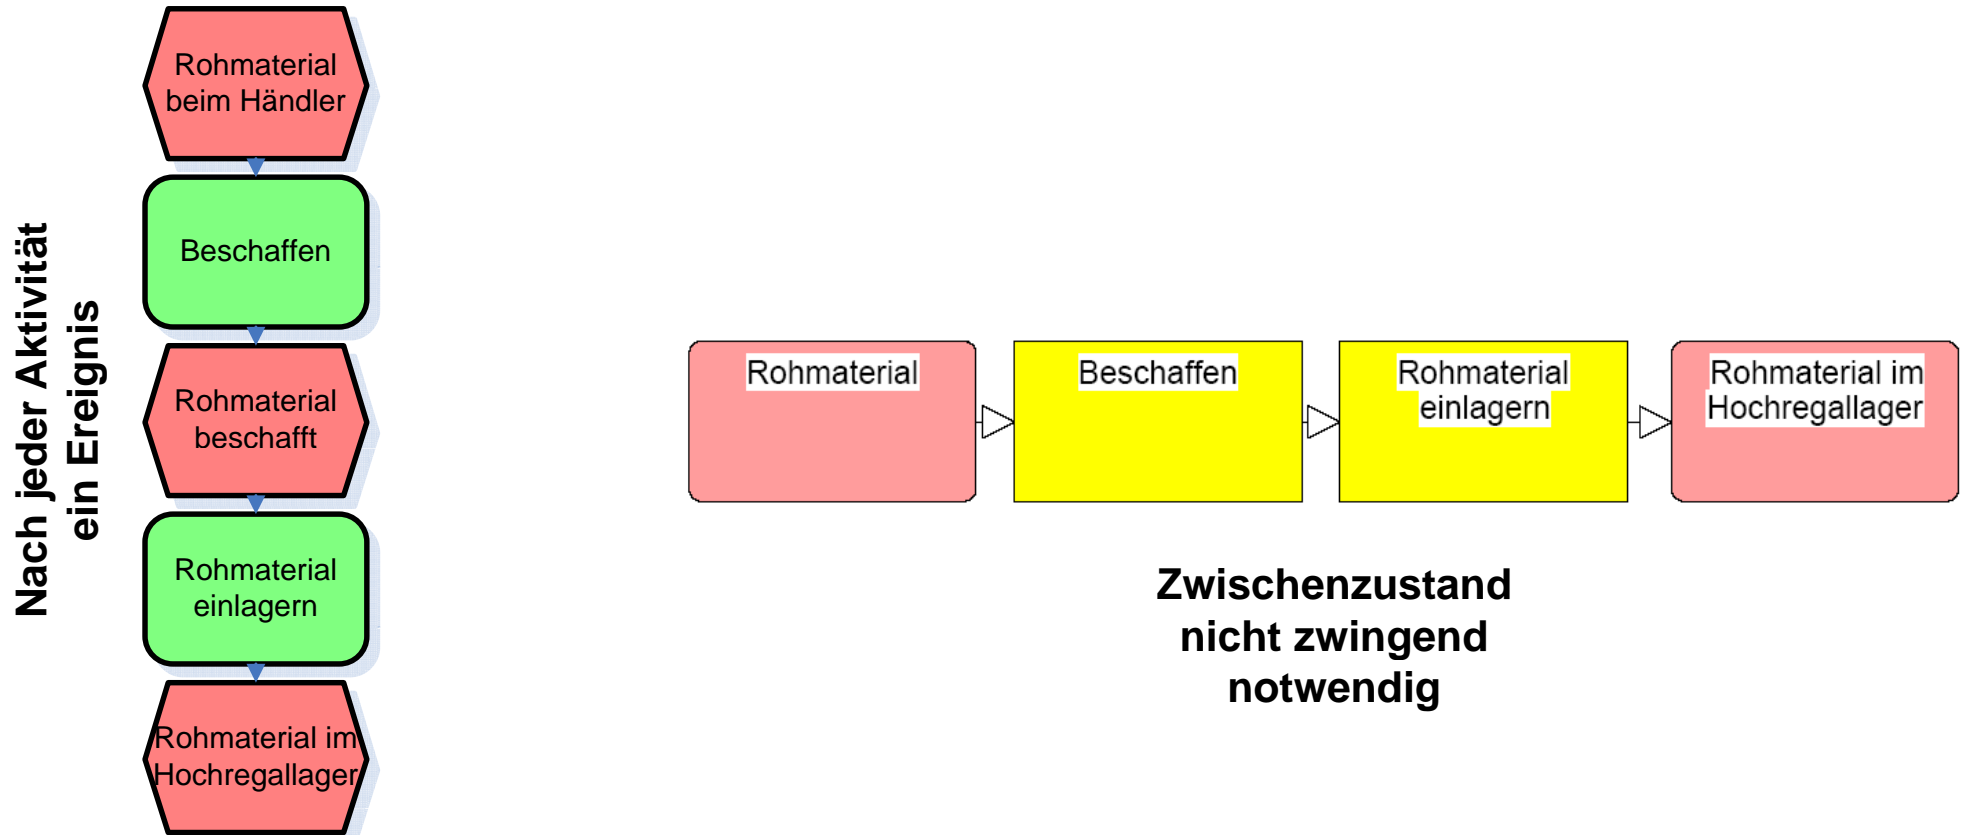 Nach jeder Aktivität
ein Ereignis
Rohmaterial
beim Händler
Beschaffen
Rohmaterial
beschafft
Rohmaterial
einlagern
Rohmaterial im
Hochregallager
Rohmaterial
Beschaffen
Rohmaterial
einlagern
Rohmaterial im
Hochregallager
Zwischenzustand
nicht zwingend
notwendig